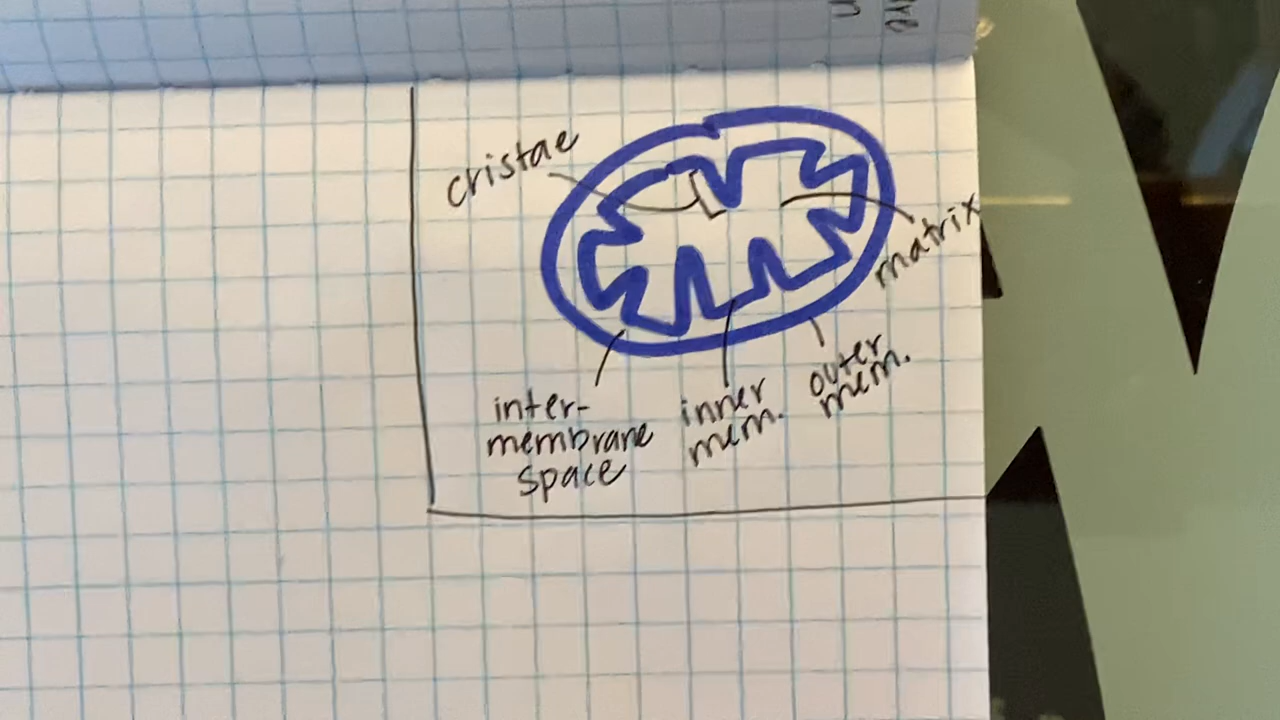 cristae
matrix
inter-
membrane
space
inner
mem.
outer
mem.